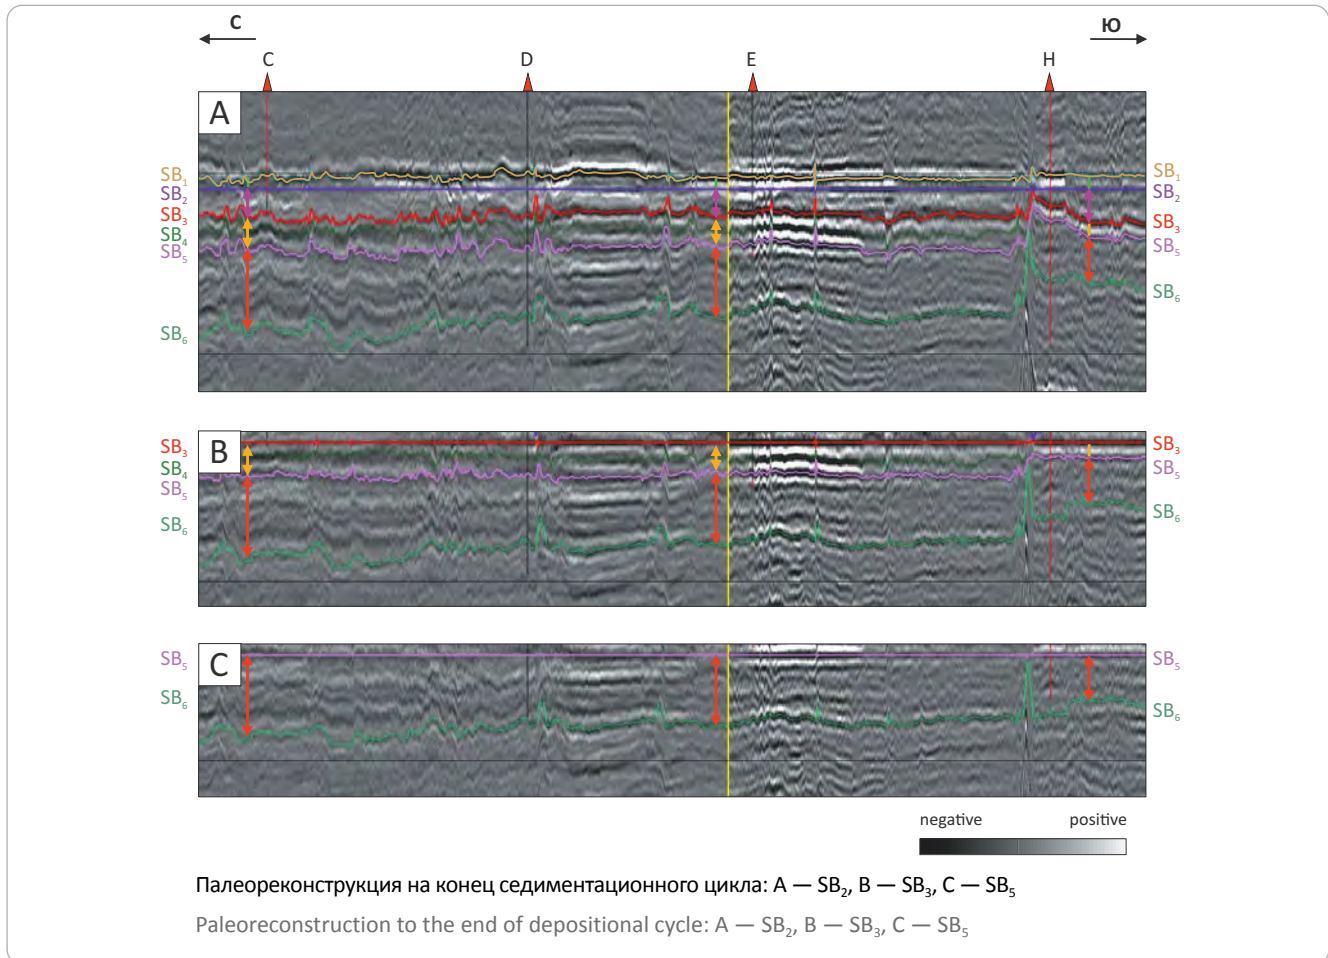 С Ю
C D E H
A
SB₁ SB₁
SB₂ SB₂
SB₃ SB₃
SB₄
SB₅ SB₅
SB₆ SB₆
B
SB₃ SB₃
SB₄ SB₅
SB₅
SB₆ SB₆
C
SB₅ SB₅
SB₆ SB₆
negative positive
Палеореконструкция на конец седиментационного цикла: А — SB₂, В — SB₃, С — SB₅
Paleoreconstruction to the end of depositional cycle: A — SB₂, B — SB₃, C — SB₅